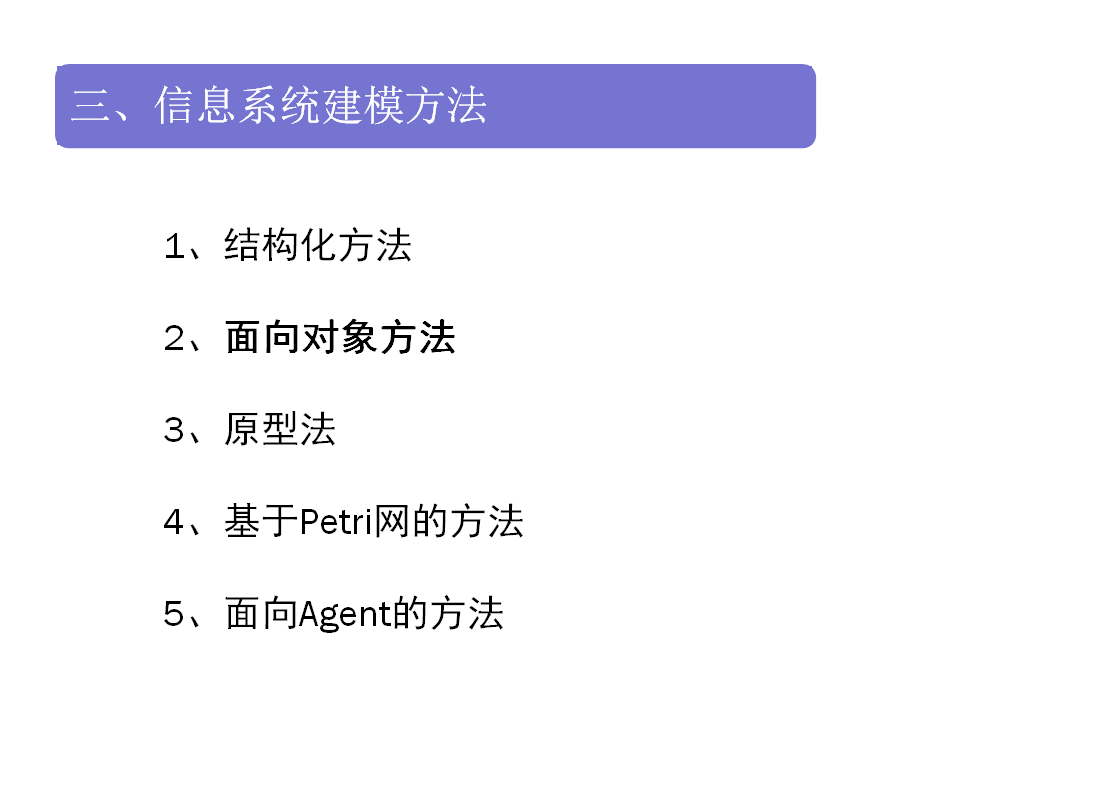 三、信息系统建模方法
1、结构化方法
2、面向对象方法
3、原型法
4、基于Petri网的方法
5、面向Agent的方法